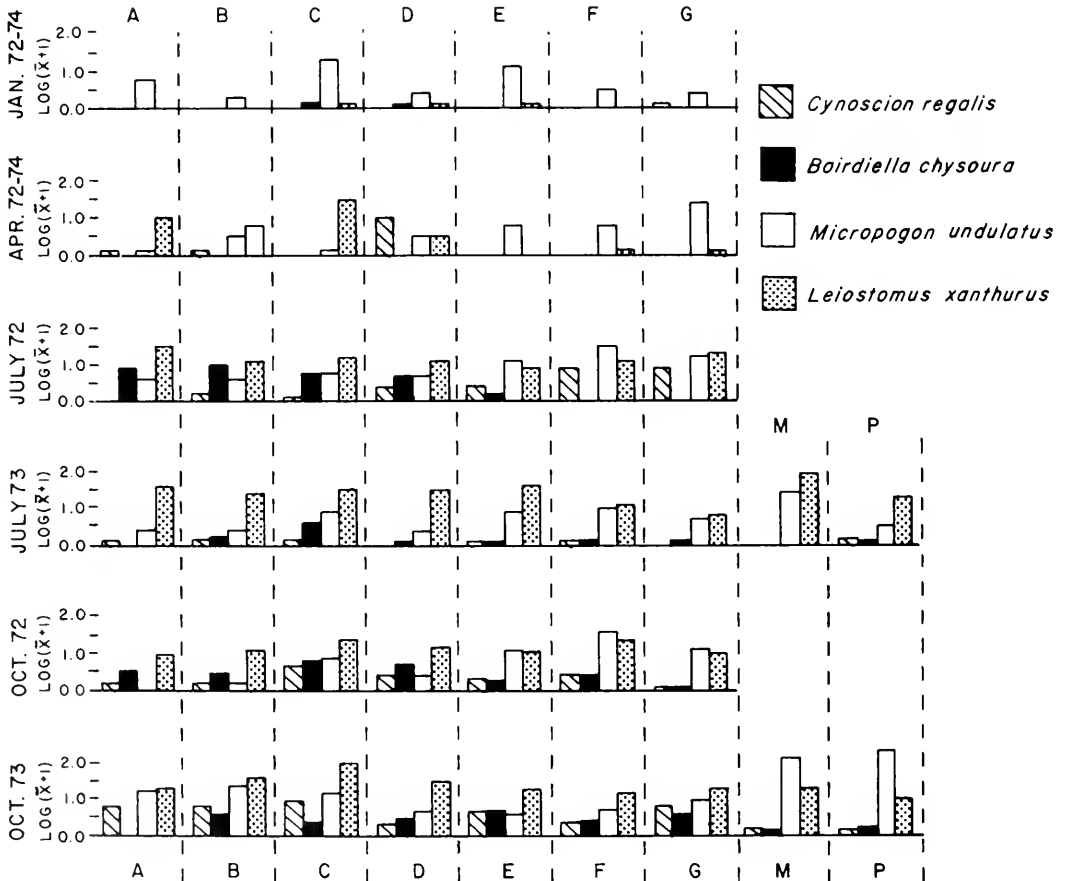 A B C D E F G
JAN. 72-74
LOG(X̄+1)
2.0
1.0
0.0
Cynoscion regalis
Bairdiella chysoura
Micropogon undulatus
Leiostomus xanthurus
APR. 72-74
LOG(X̄+1)
2.0
1.0
0.0
JULY 72
LOG(X̄+1)
2.0
1.0
0.0
M P
JULY 73
LOG(X̄+1)
2.0
1.0
0.0
OCT. 72
LOG(X̄+1)
2.0
1.0
0 0
OCT. 73
LOG(X̄+1)
2.0
1.0
0.0
A B C D E F G M P